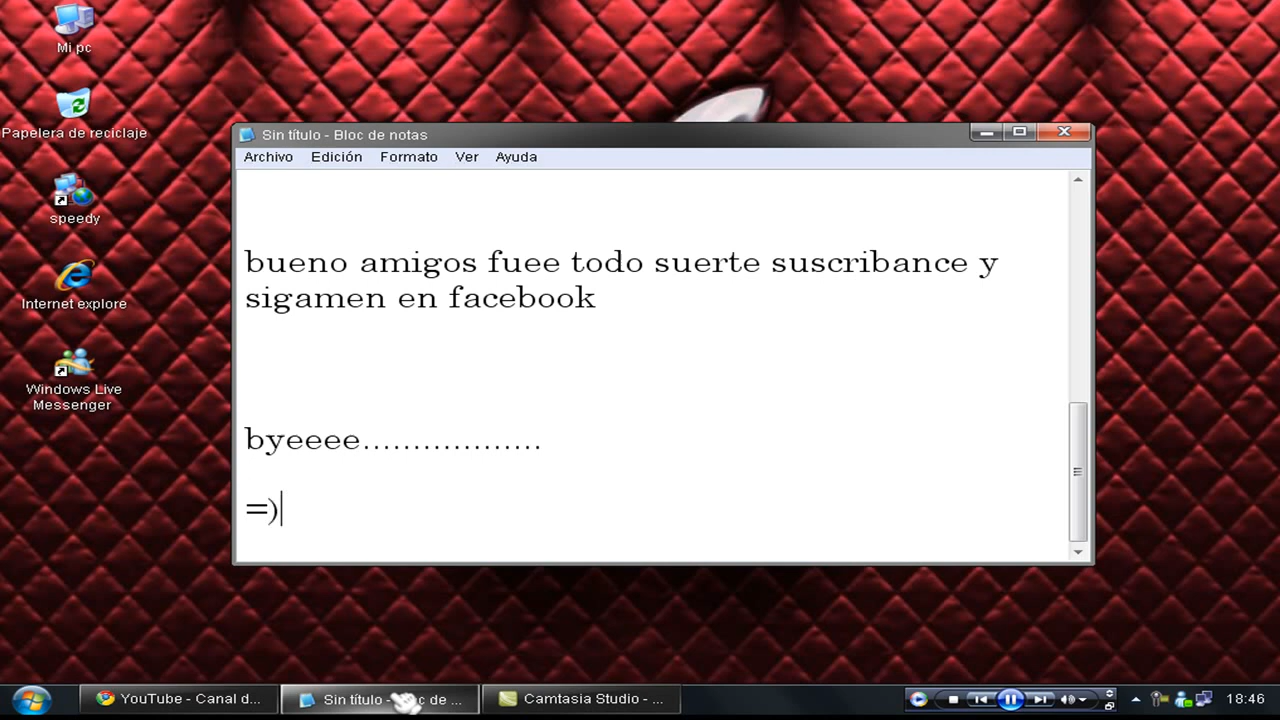 Mi pc
Papelera de reciclaje
speedy
Internet explore
Windows Live
Messenger
Sin título - Bloc de notas
Archivo Edición Formato Ver Ayuda
bueno amigos fuee todo suerte suscribance y
sigamen en facebook
byeeee..................
=)
YouTube - Canal d...
Sin título - Bloc de ...
Camtasia Studio - ...
18:46